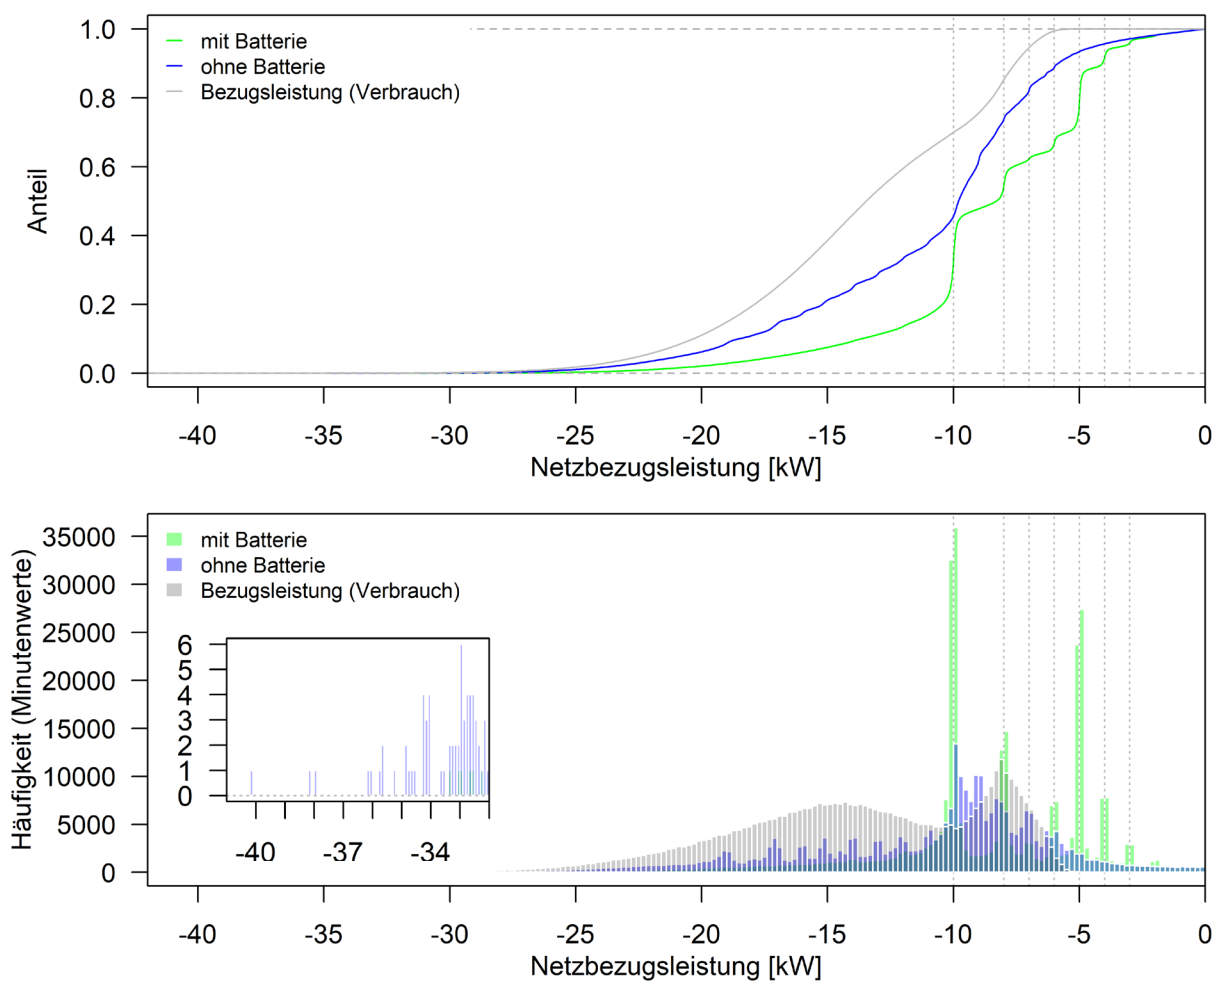 1.0
0.8
0.6
0.4
0.2
0.0
Anteil
mit Batterie
ohne Batterie
Bezugsleistung (Verbrauch)
-40 -35 -30 -25 -20 -15 -10 -5 0
Netzbezugsleistung [kW]
35000
30000
25000
20000
15000
10000
5000
0
Häufigkeit (Minutenwerte)
mit Batterie
ohne Batterie
Bezugsleistung (Verbrauch)
6
5
4
3
2
1
0
-40 -37 -34
-40 -35 -30 -25 -20 -15 -10 -5 0
Netzbezugsleistung [kW]